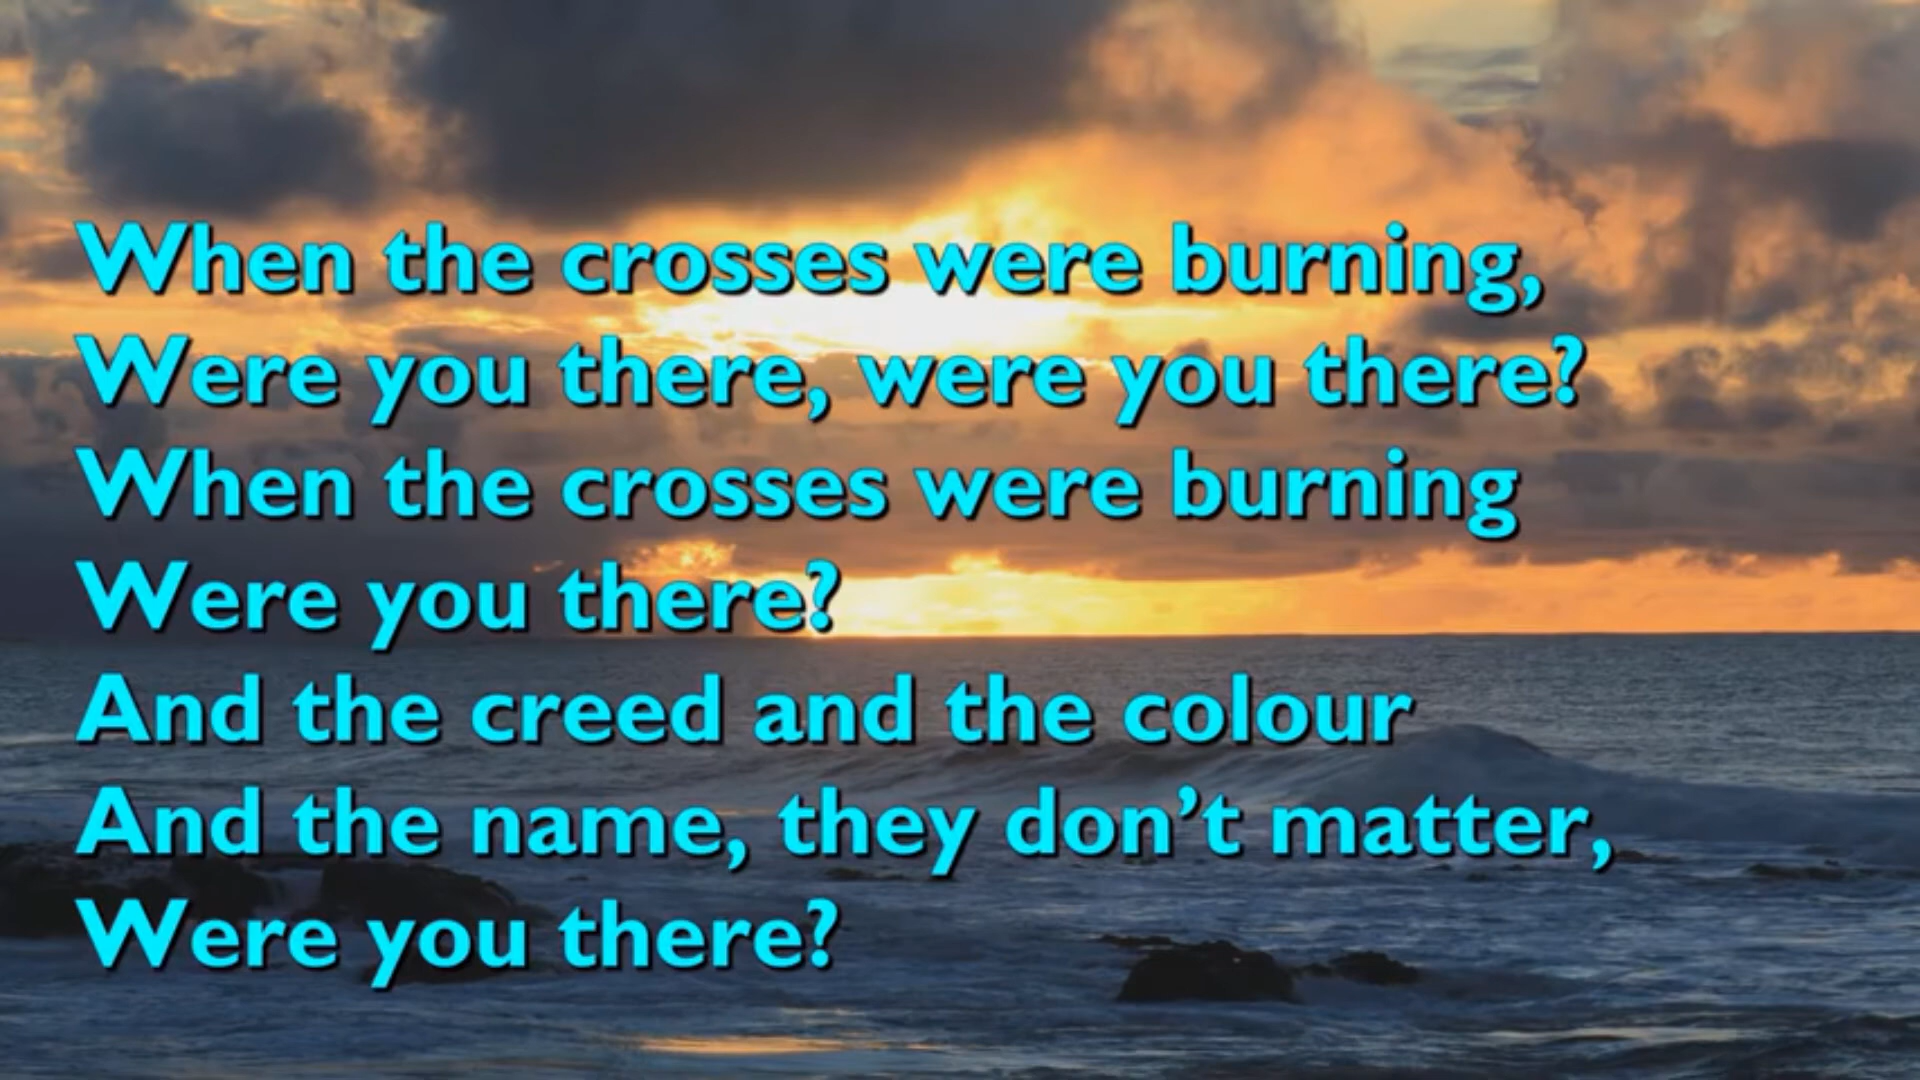 When the crosses were burning,
Were you there, were you there?
When the crosses were burning
Were you there?
And the creed and the colour
And the name, they don’t matter,
Were you there?